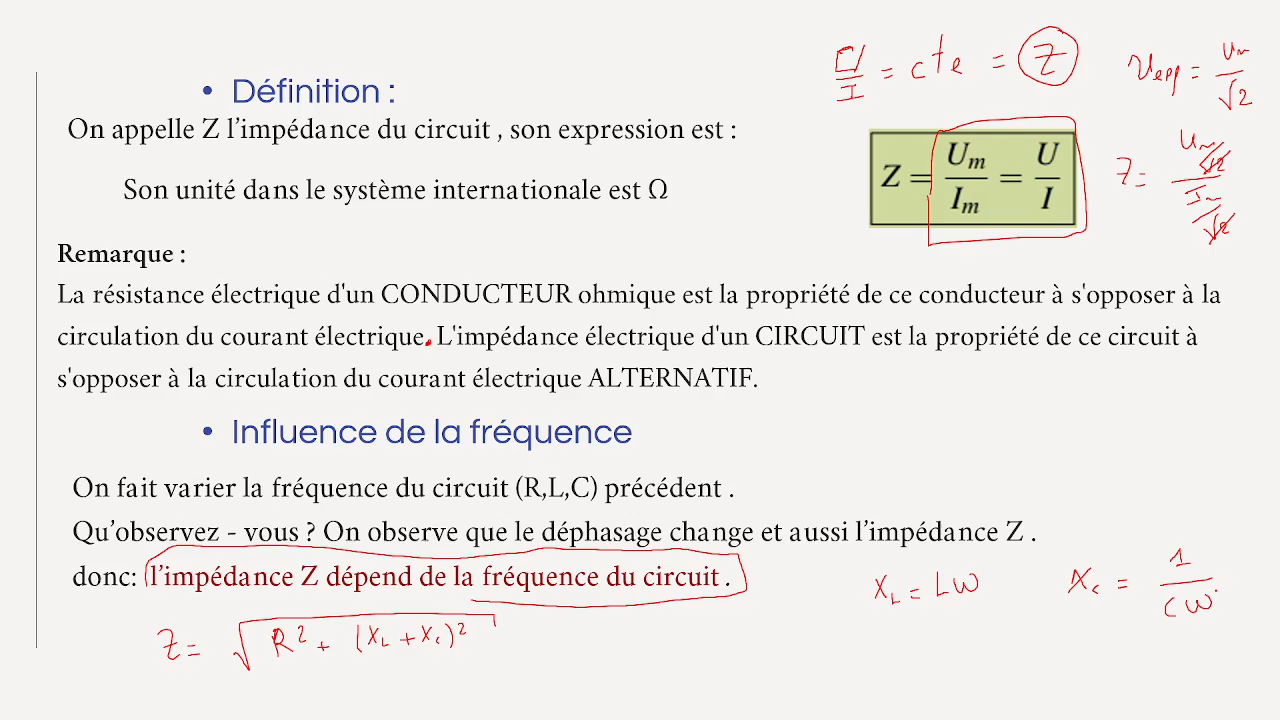 U/I = cte = Z
Ueff = Um/√2
• Définition :
On appelle Z l’impédance du circuit , son expression est :
Z = Um/Im = U/I
Z = (Um/√2)/(Im/√2)
Son unité dans le système internationale est Ω
Remarque :
La résistance électrique d'un CONDUCTEUR ohmique est la propriété de ce conducteur à s'opposer à la
circulation du courant électrique. L'impédance électrique d'un CIRCUIT est la propriété de ce circuit à
s'opposer à la circulation du courant électrique ALTERNATIF.
• Influence de la fréquence
On fait varier la fréquence du circuit (R,L,C) précédent .
Qu’observez - vous ? On observe que le déphasage change et aussi l’impédance Z .
donc: l’impédance Z dépend de la fréquence du circuit .
XL = Lω
Xc = 1/(Cω)
Z = √(R² + (XL + Xc)²)